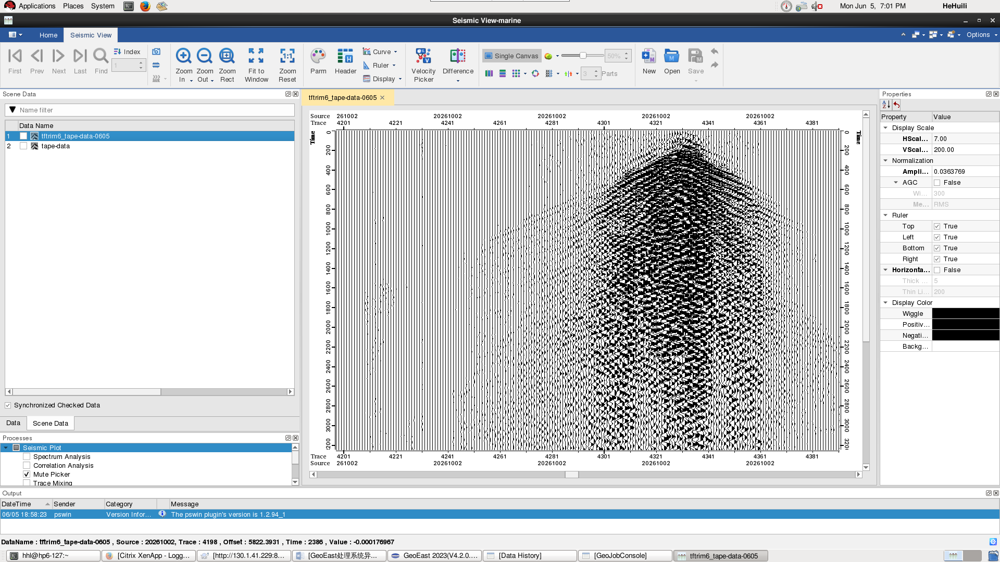 Applications Places System Mon Jun 5, 7:01 PM HeHuili
Seismic View-marine
Home Seismic View Options
First Prev Next Last Find Index 1
Zoom In Zoom Out Zoom Rect Fit to Window Zoom Reset
Parm Header Curve Ruler Display
Velocity Picker Difference
Single Canvas 50% 3 Parts
New Open Save
Scene Data
Name filter
Data Name
1 tftrim6_tape-data-0605
2 tape-data
Synchronized Checked Data
Data Scene Data
Processes
Seismic Plot
Spectrum Analysis
Correlation Analysis
Mute Picker
Trace Mixing
tftrim6_tape-data-0605
Source 261002 20261002 20261002 20261002 20261002
Trace 4201 4221 4241 4261 4281 4301 4321 4341 4361 4381
Time 0 200 400 600 800 1000 1200 1400 1600 1800 2000 2200 2400 2600 2800 3000 200
Time 0 200 400 600 800 1000 1200 1400 1600 1800 2000 2200 2400 2600 2800 3000 320
Trace 4201 4221 4241 4261 4281 4301 4321 4341 4361 4381
Source 261002 20261002 20261002 20261002 20261002
Properties
Property Value
Display Scale
HScal... 7.00
VScal... 200.00
Normalization
Ampli... 0.0363769
AGC False
Wi... 300
Me... RMS
Ruler
Top True
Left True
Bottom True
Right True
Horizonta... False
Thick ... 5
Thin Li... 200
Display Color
Wiggle
Positiv...
Negati...
Backg...
Output
DateTime Sender Category Message
06/05 18:58:23 pswin Version Infor... The pswin plugin's version is 1.2.94_1
DataName : tftrim6_tape-data-0605 , Source : 20261002, Trace : 4198 , Offset : 5822.3931 , Time : 2386 , Value : -0.000176967
hhl@hp6-127:~ [Citrix XenApp - Logg... [http://130.1.41.229:8... [GeoEast处理系统异... GeoEast 2023(V4.2.0.... [Data History] [GeoJobConsole] tftrim6_tape-data-0605